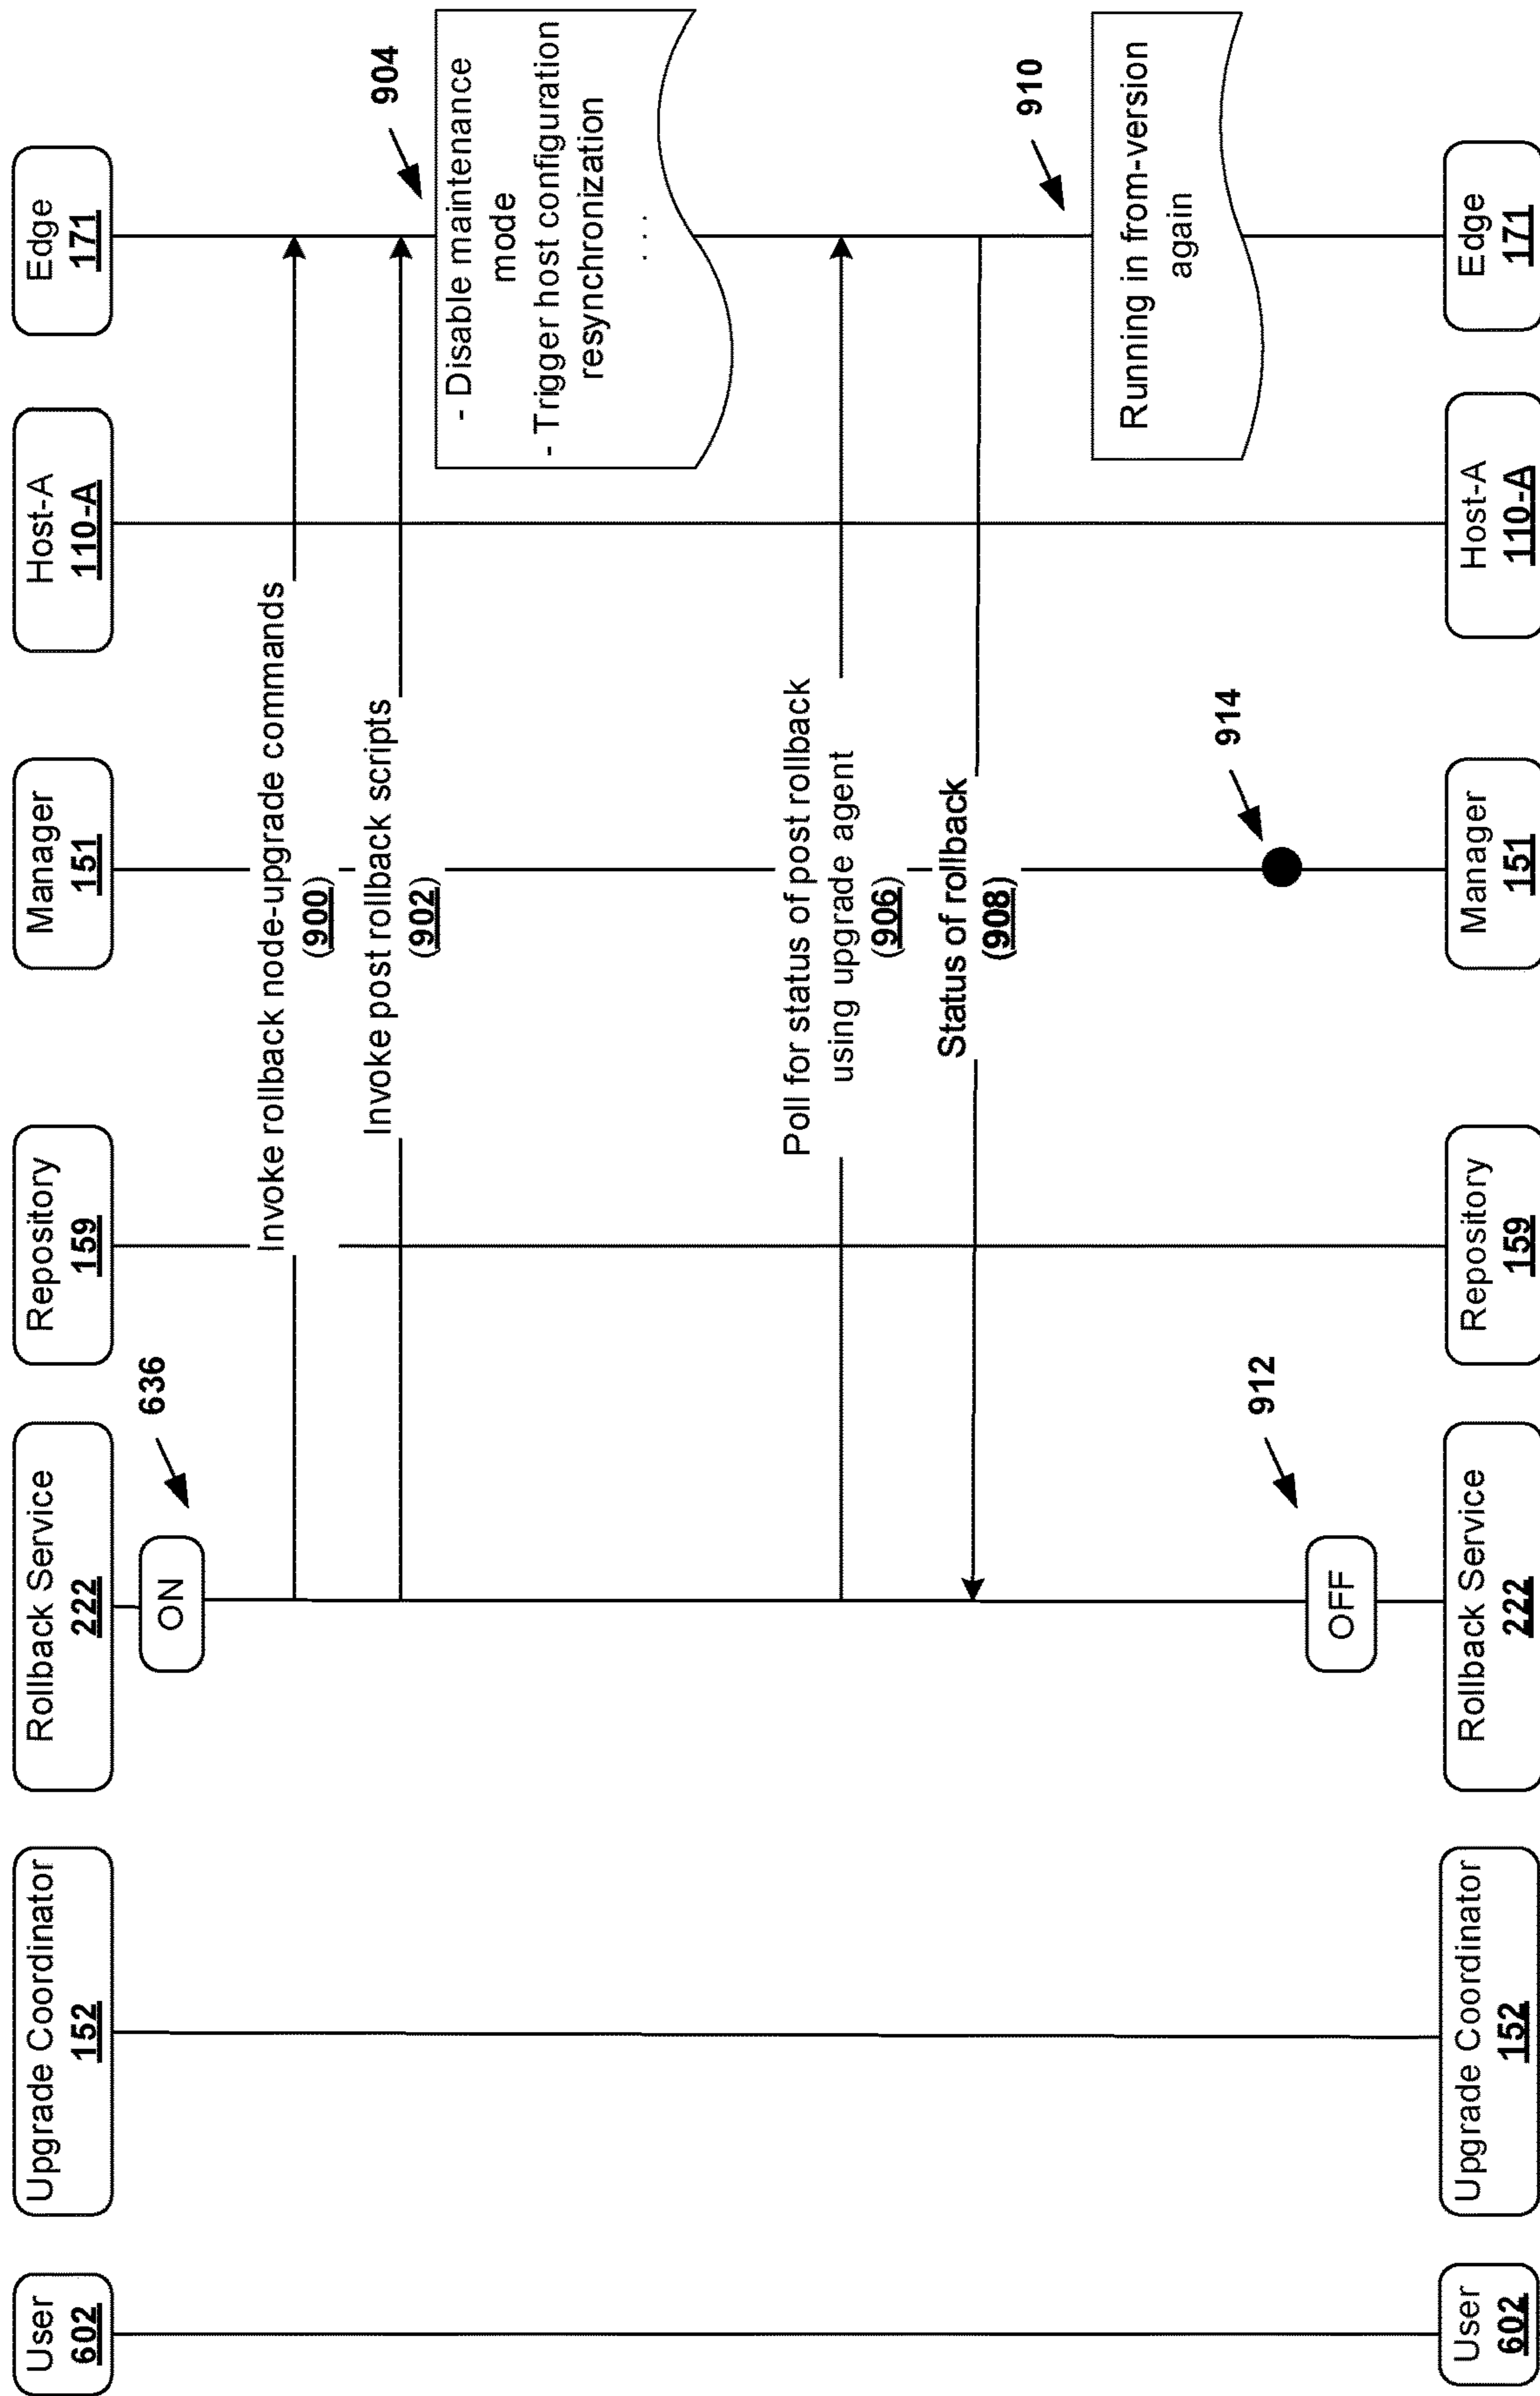 User
602
Upgrade Coordinator
152
Rollback Service
222
Repository
159
Manager
151
Host-A
110-A
Edge
171
ON
636
Invoke rollback node-upgrade commands
(900)
Invoke post rollback scripts
(902)
904
- Disable maintenance
mode
- Trigger host configuration
resynchronization
. . .
Poll for status of post rollback
using upgrade agent
(906)
Status of rollback
(908)
910
Running in from-version
again
914
912
OFF
User
602
Upgrade Coordinator
152
Rollback Service
222
Repository
159
Manager
151
Host-A
110-A
Edge
171